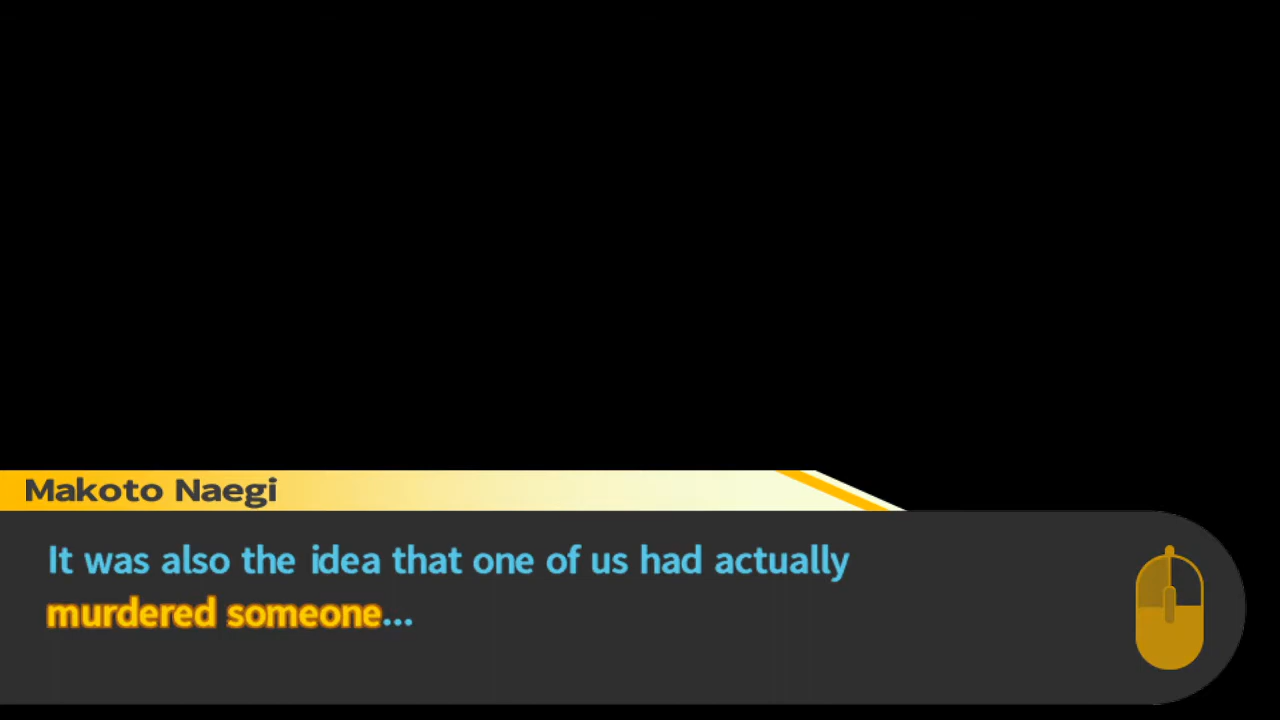 Makoto Naegi
It was also the idea that one of us had actually
murdered someone...